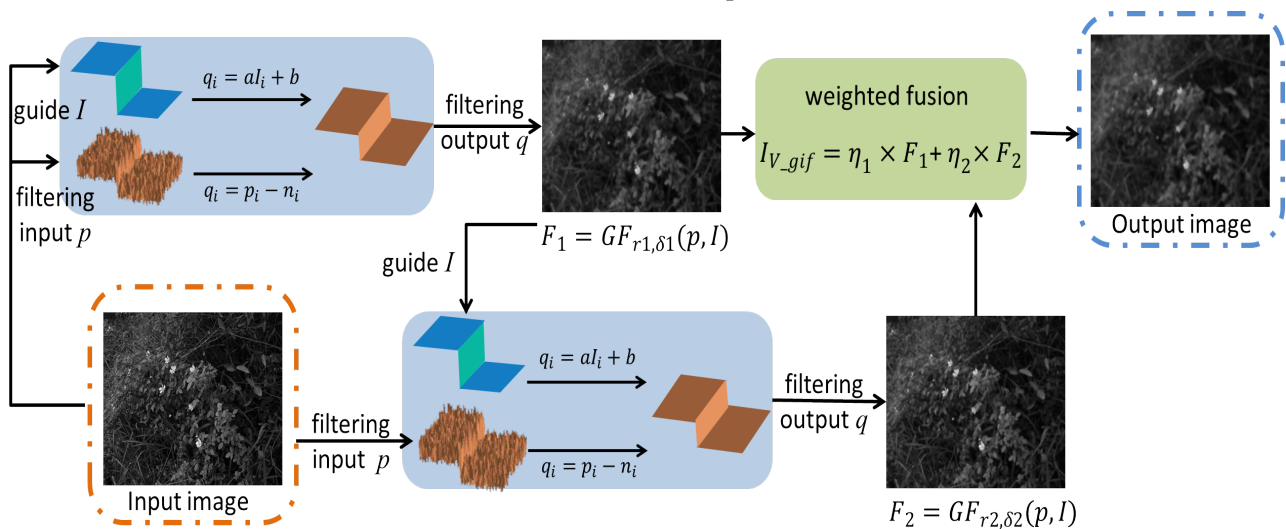 guide I
filtering
input p
q_i = aI_i + b
q_i = p_i − n_i
filtering
output q
F_1 = GF_{r1,δ1}(p, I)
weighted fusion
I_{V_gif} = η_1 × F_1 + η_2 × F_2
Output image
guide I
Input image
filtering
input p
q_i = aI_i + b
q_i = p_i − n_i
filtering
output q
F_2 = GF_{r2,δ2}(p, I)